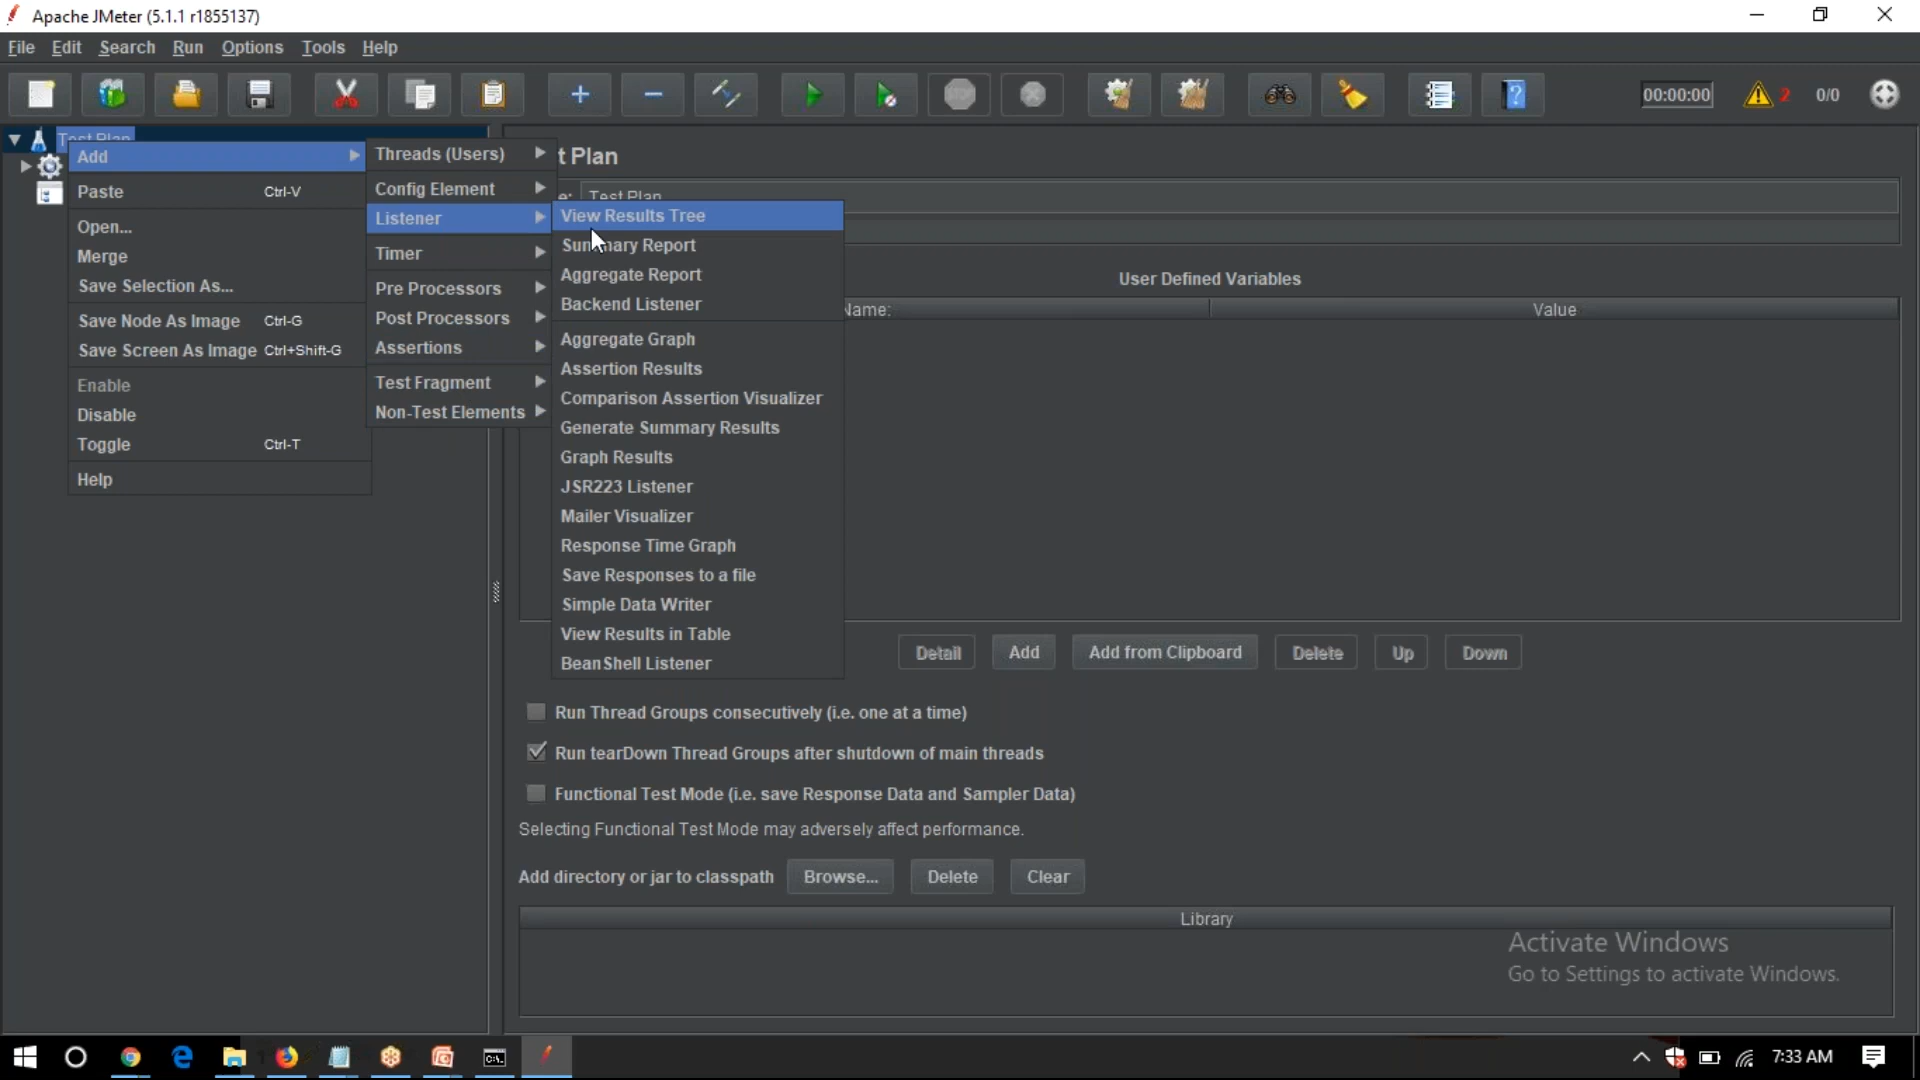 Apache JMeter (5.1.1 r1855137)
File Edit Search Run Options Tools Help
00:00:00 2 0/0
Test Plan
Add
Paste Ctrl-V
Open...
Merge
Save Selection As...
Save Node As Image Ctrl-G
Save Screen As Image Ctrl+Shift-G
Enable
Disable
Toggle Ctrl-T
Help
Threads (Users)
Config Element
Listener
Timer
Pre Processors
Post Processors
Assertions
Test Fragment
Non-Test Elements
View Results Tree
Summary Report
Aggregate Report
Backend Listener
Aggregate Graph
Assertion Results
Comparison Assertion Visualizer
Generate Summary Results
Graph Results
JSR223 Listener
Mailer Visualizer
Response Time Graph
Save Responses to a file
Simple Data Writer
View Results in Table
BeanShell Listener
t Plan
e: Test Plan
User Defined Variables
Name: Value
Detail Add Add from Clipboard Delete Up Down
Run Thread Groups consecutively (i.e. one at a time)
Run tearDown Thread Groups after shutdown of main threads
Functional Test Mode (i.e. save Response Data and Sampler Data)
Selecting Functional Test Mode may adversely affect performance.
Add directory or jar to classpath Browse... Delete Clear
Library
Activate Windows
Go to Settings to activate Windows.
7:33 AM